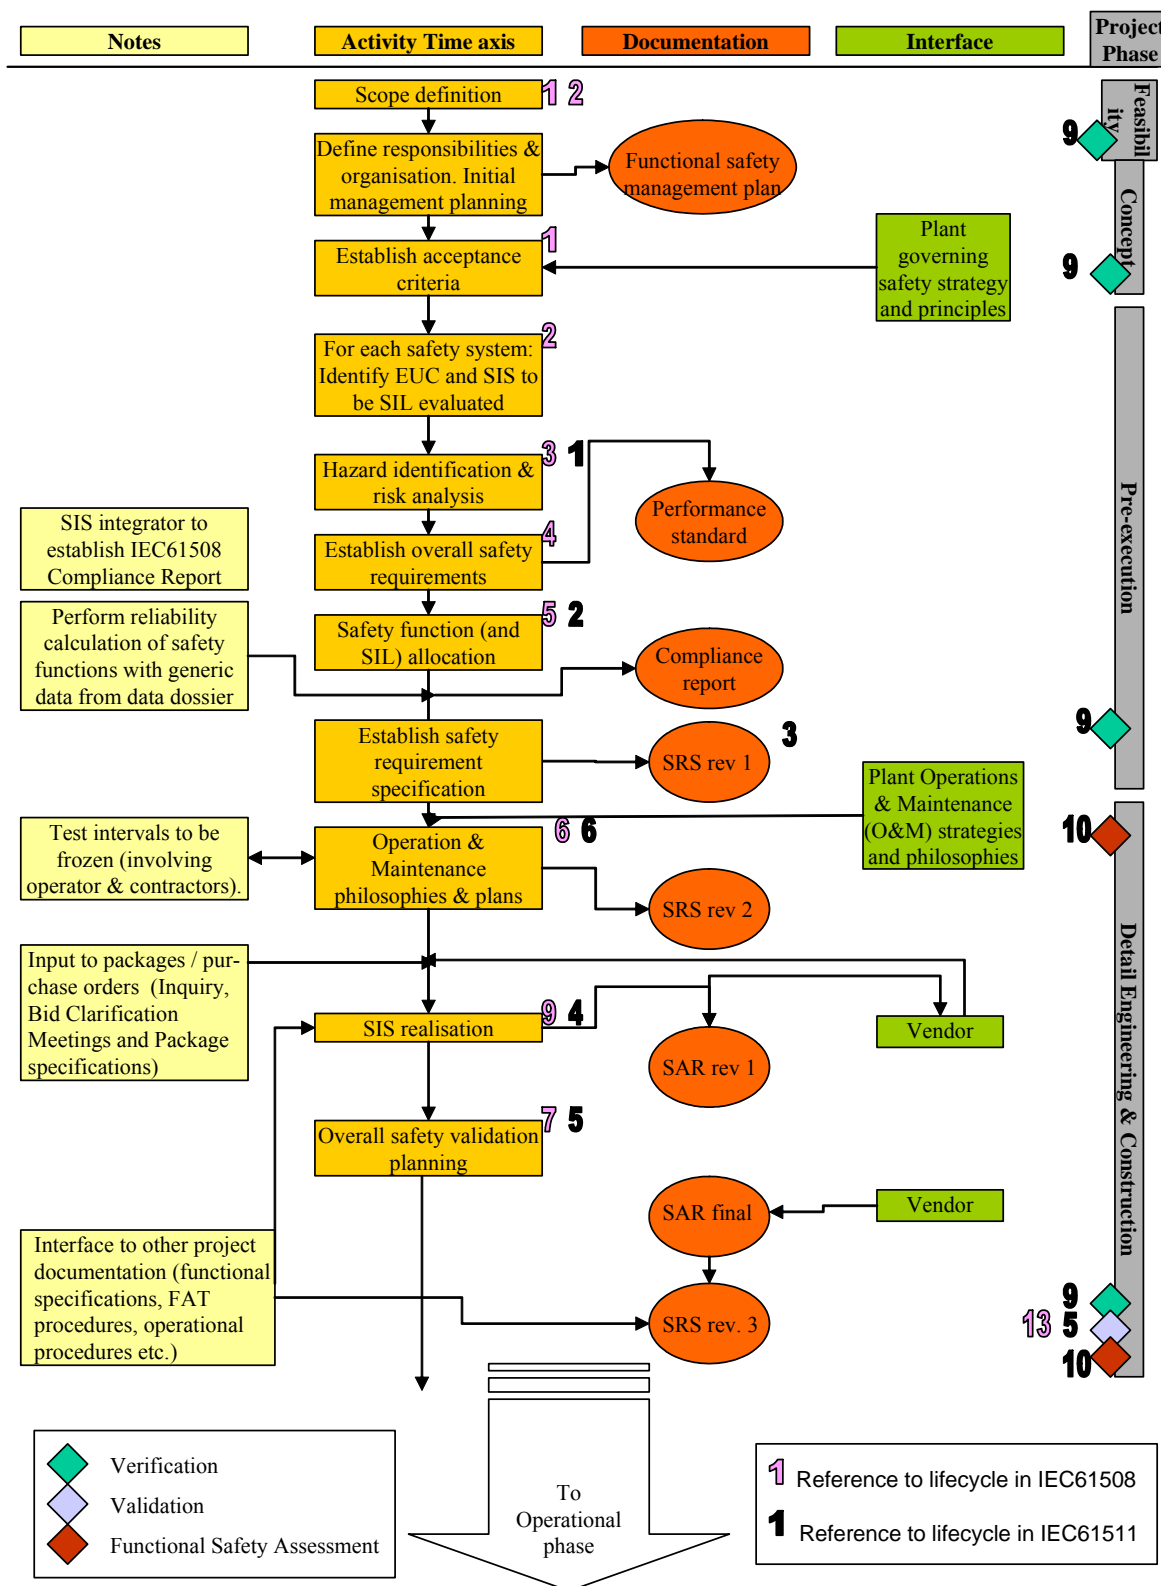 Notes
Activity Time axis
Documentation
Interface
Project
Phase
Scope definition
1 2
Feasibil
ity
9
Define responsibilities &
organisation. Initial
management planning
Functional safety
management plan
Concept
1
Establish acceptance
criteria
Plant
governing
safety strategy
and principles
9
2
For each safety system:
Identify EUC and SIS to
be SIL evaluated
Pre-execution
3 1
Hazard identification &
risk analysis
Performance
standard
SIS integrator to
establish IEC61508
Compliance Report
4
Establish overall safety
requirements
Perform reliability
calculation of safety
functions with generic
data from data dossier
5 2
Safety function (and
SIL) allocation
Compliance
report
Establish safety
requirement
specification
SRS rev 1
3
9
Plant Operations
& Maintenance
(O&M) strategies
and philosophies
Test intervals to be
frozen (involving
operator & contractors).
6 6
Operation &
Maintenance
philosophies & plans
SRS rev 2
10
Detail Engineering & Construction
Input to packages / pur-
chase orders  (Inquiry,
Bid Clarification
Meetings and Package
specifications)
9 4
SIS realisation
SAR rev 1
Vendor
7 5
Overall safety validation
planning
SAR final
Vendor
Interface to other project
documentation (functional
specifications, FAT
procedures, operational
procedures etc.)
SRS rev. 3
9
13 5
10
Verification
Validation
Functional Safety Assessment
To
Operational
phase
1 Reference to lifecycle in IEC61508
1 Reference to lifecycle in IEC61511